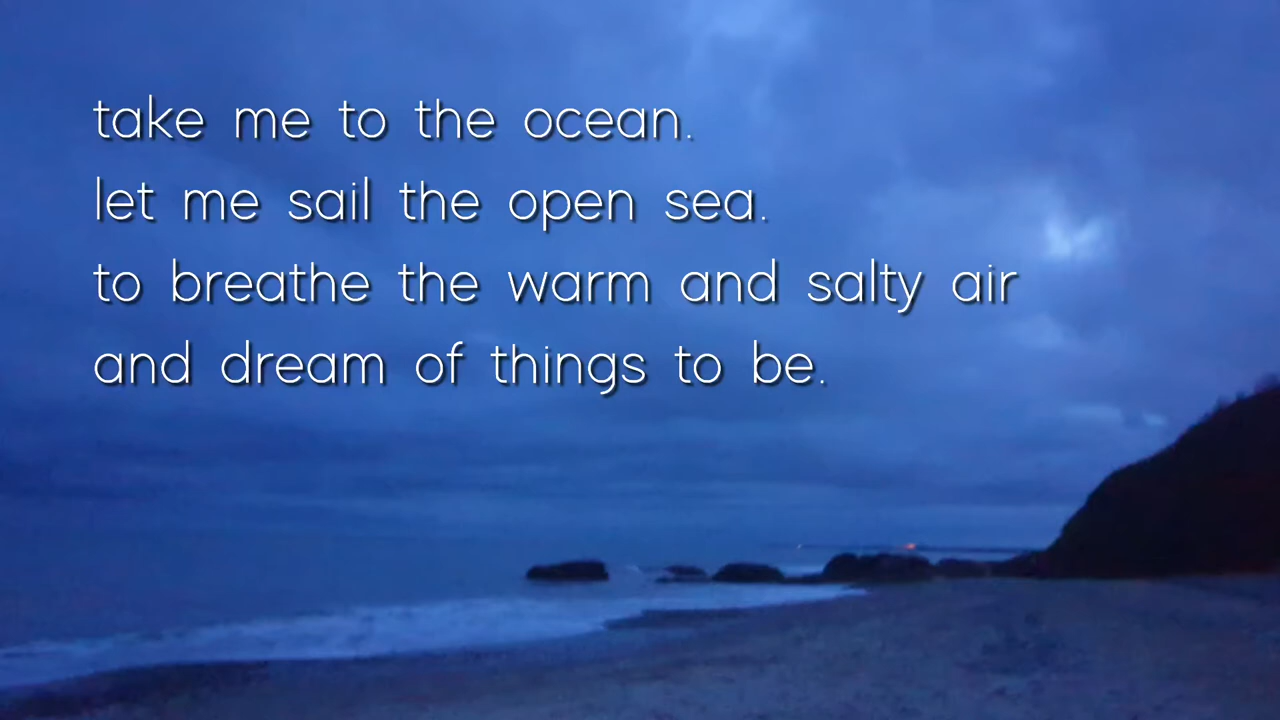 take me to the ocean.
let me sail the open sea.
to breathe the warm and salty air
and dream of things to be.